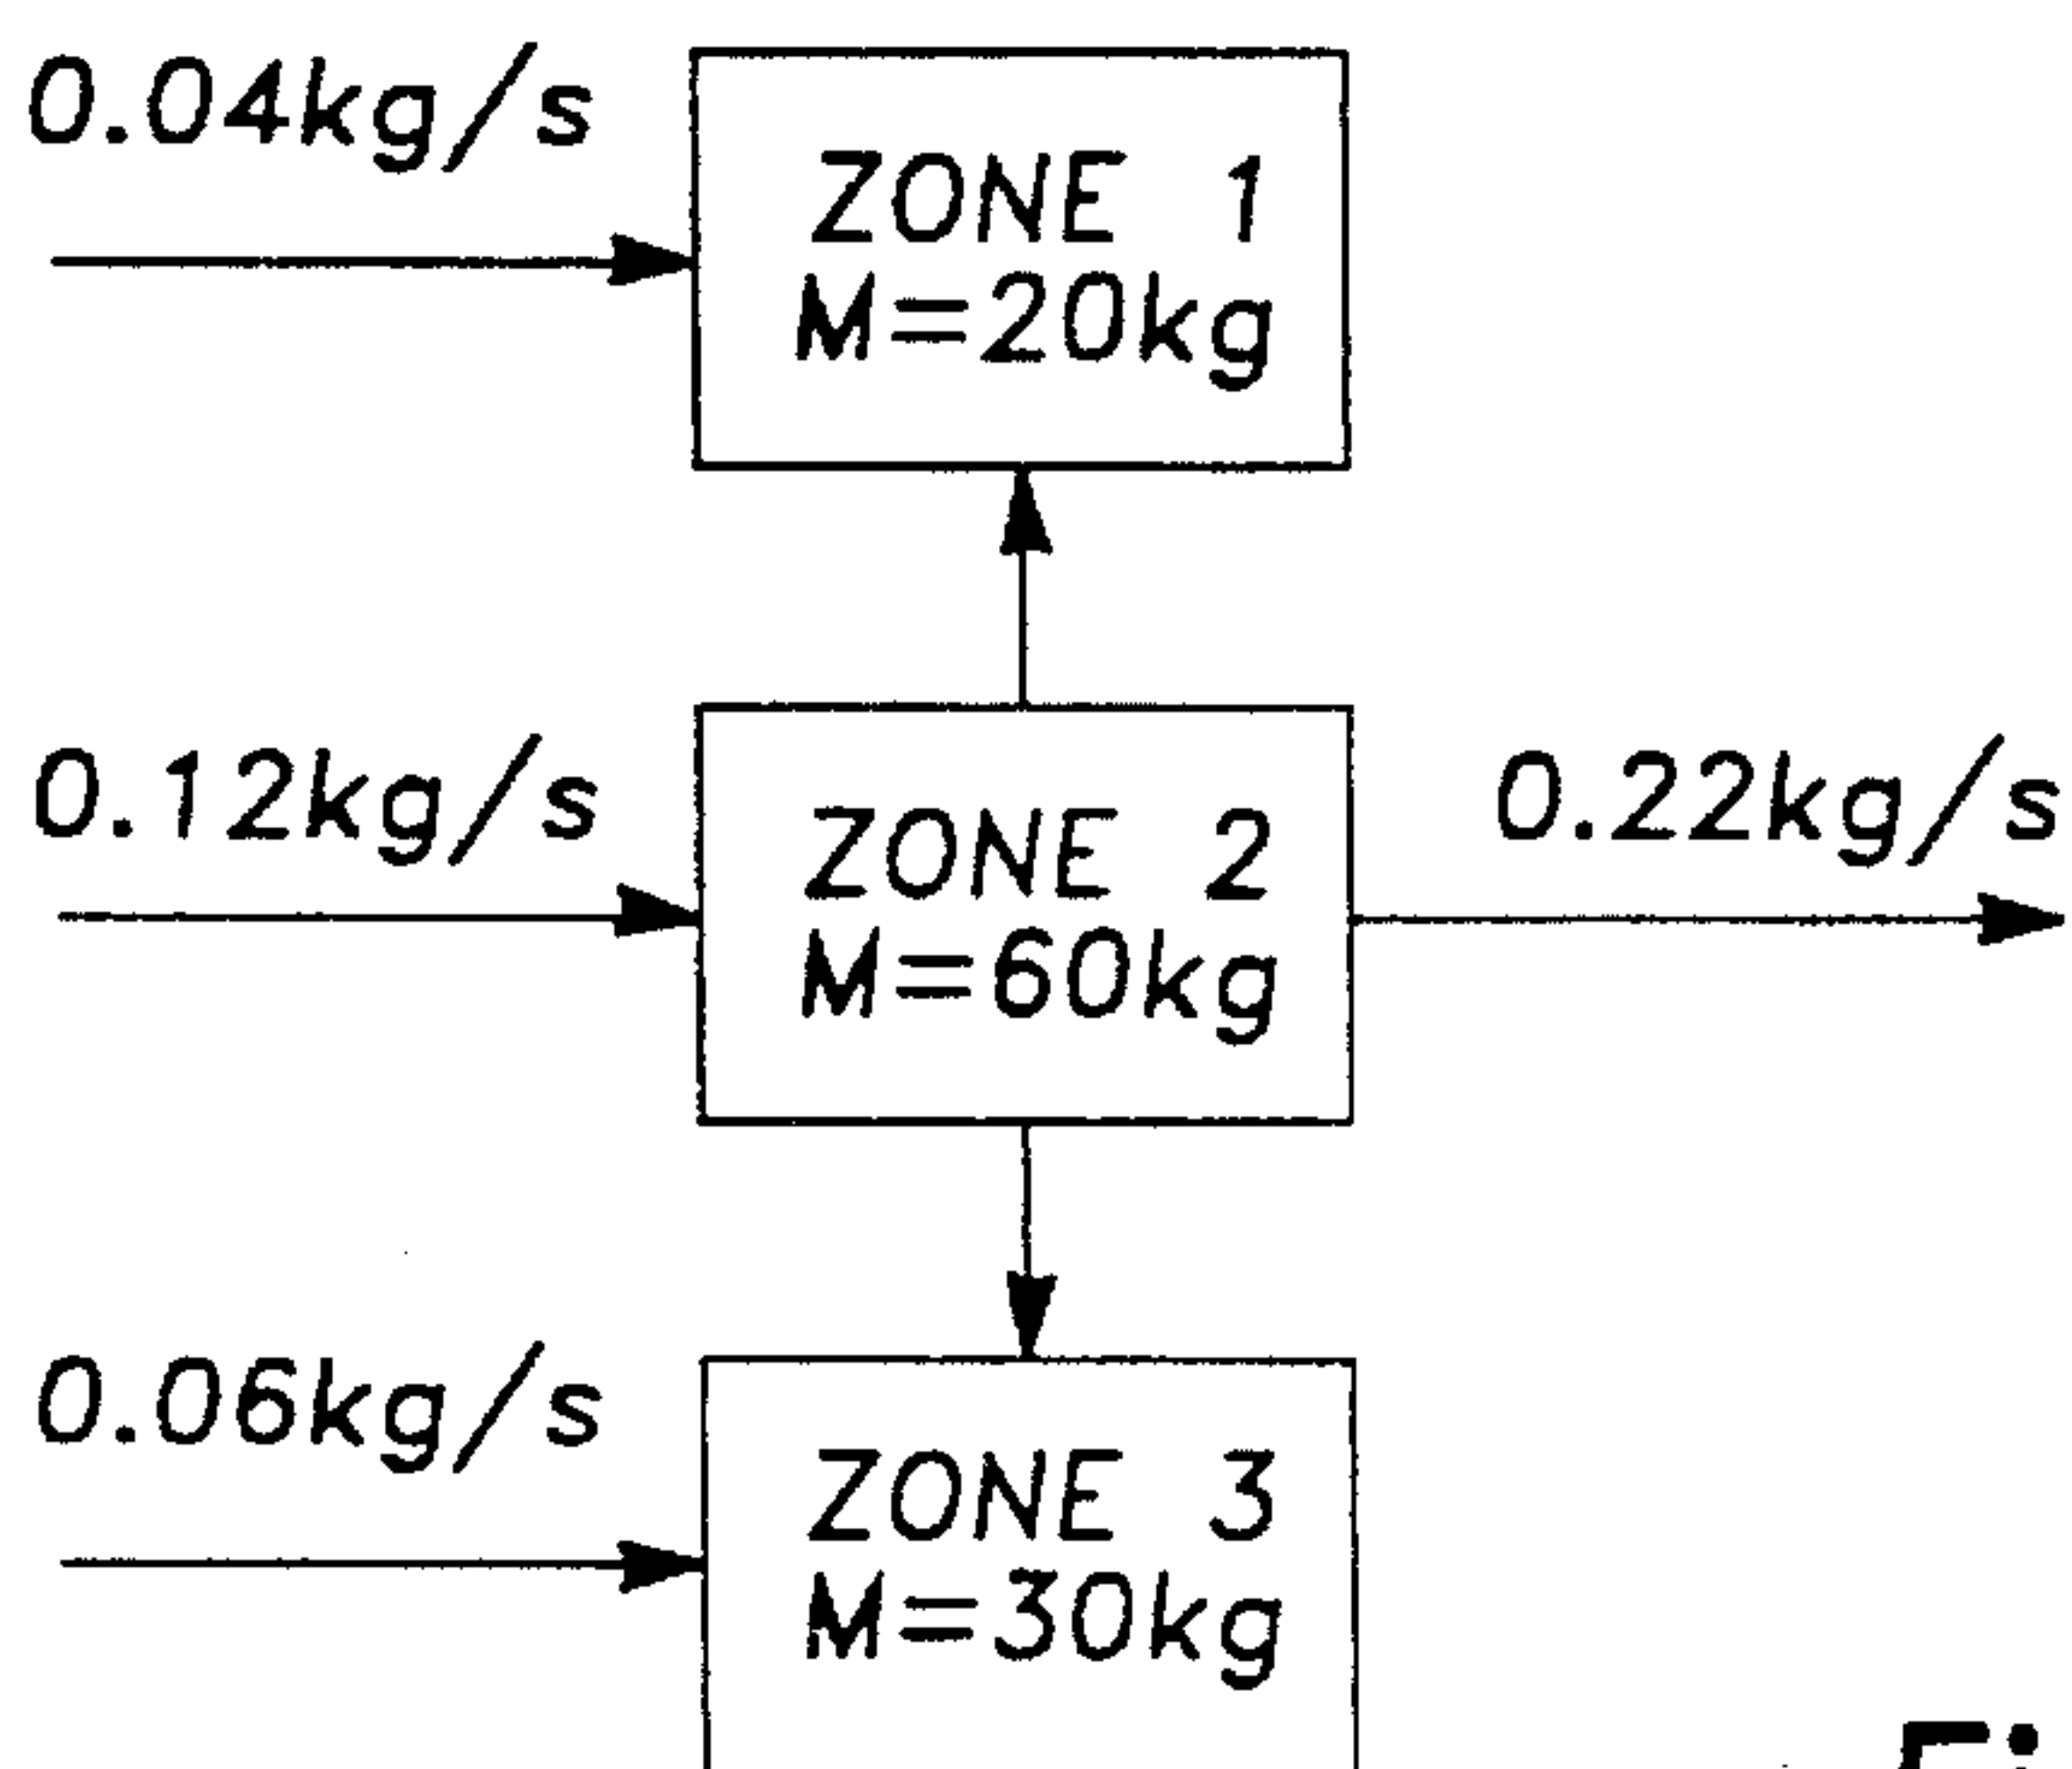 0.04kg/s
ZONE 1
M=20kg
0.12kg/s
ZONE 2
M=60kg
0.22kg/s
0.06kg/s
ZONE 3
M=30kg